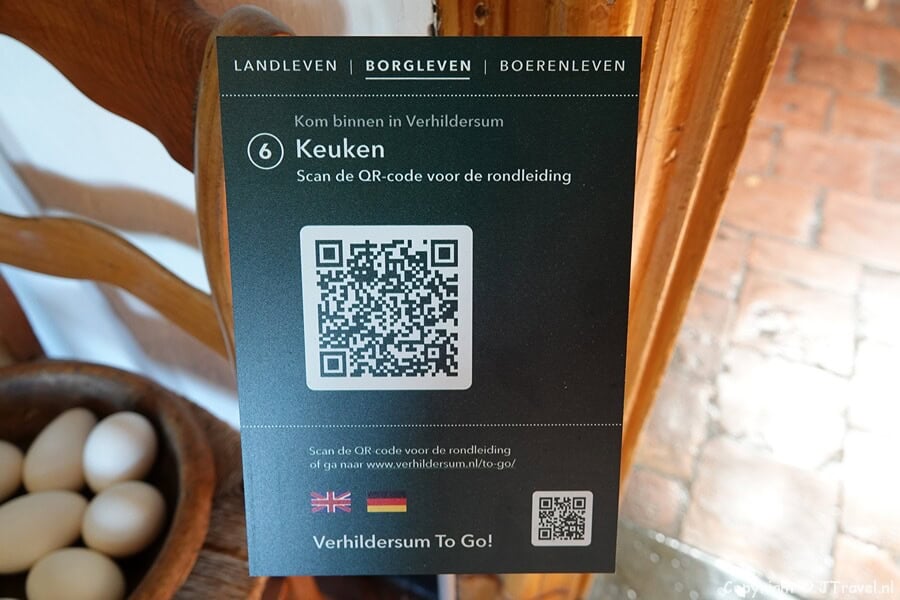 LANDLEVEN | BORGLEVEN | BOERENLEVEN
Kom binnen in Verhildersum
6 Keuken
Scan de QR-code voor de rondleiding
Scan de QR-code voor de rondleiding
of ga naar www.verhildersum.nl/to-go/
Verhildersum To Go!
Copyright © JTravel.nl